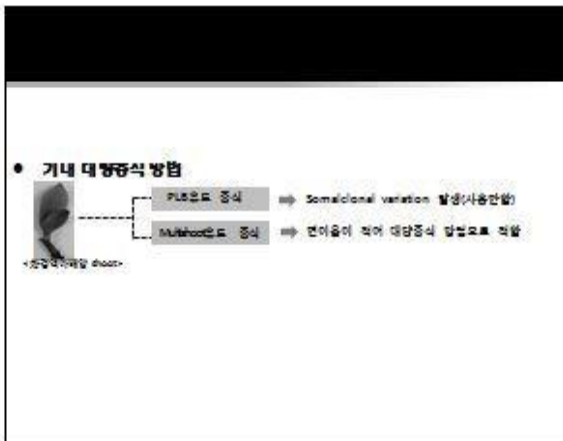 ● 기내 대량증식 방법
PLB으로 증식 ➡ Somalclonal variation 발생(사용안함)
Multishoot으로 증식 ➡ 변이율이 적어 대량증식 방법으로 적합
shoot>